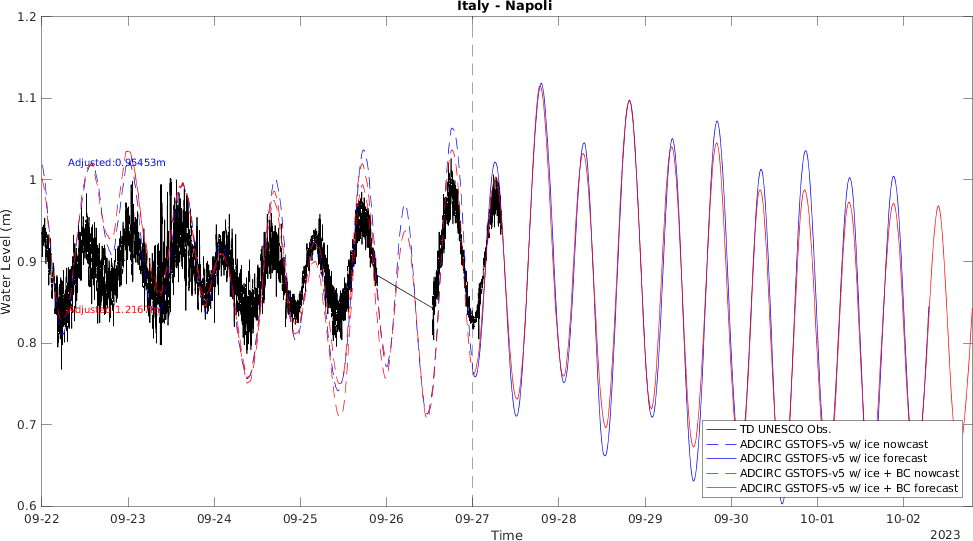 Italy - Napoli
1.2
1.1
1
0.9
0.8
0.7
0.6
Water Level (m)
Adjusted:0.95453m
TD UNESCO Obs.
ADCIRC GSTOFS-v5 w/ ice nowcast
ADCIRC GSTOFS-v5 w/ ice forecast
ADCIRC GSTOFS-v5 w/ ice + BC nowcast
ADCIRC GSTOFS-v5 w/ ice + BC forecast
09-22 09-23 09-24 09-25 09-26 09-27 09-28 09-29 09-30 10-01 10-02
Time
2023